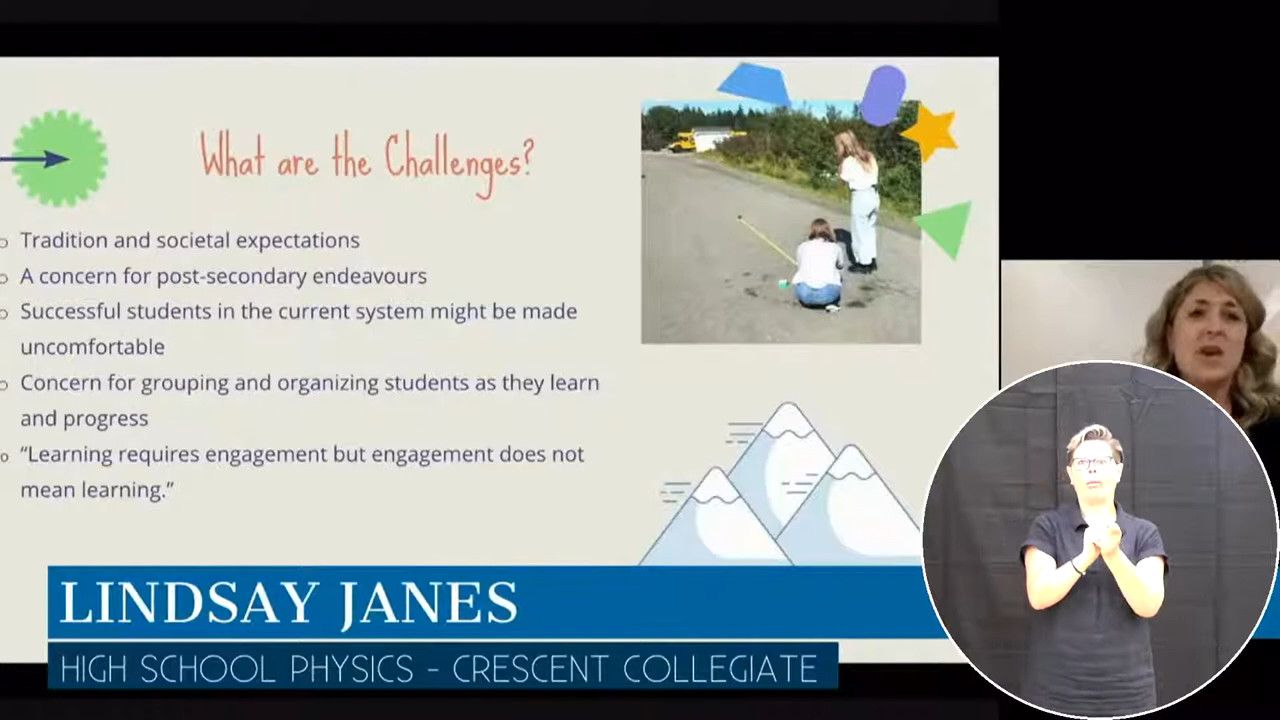 What are the Challenges?
Tradition and societal expectations
A concern for post-secondary endeavours
Successful students in the current system might be made
uncomfortable
Concern for grouping and organizing students as they learn
and progress
“Learning requires engagement but engagement does not
mean learning.”
LINDSAY JANES
HIGH SCHOOL PHYSICS - CRESCENT COLLEGIATE